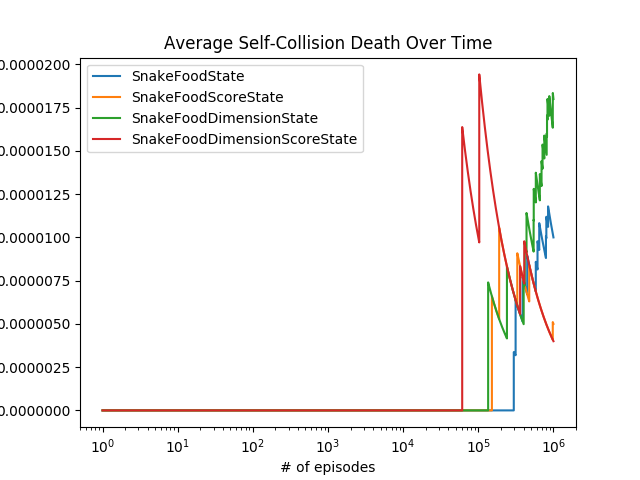 Average Self-Collision Death Over Time
SnakeFoodState
SnakeFoodScoreState
SnakeFoodDimensionState
SnakeFoodDimensionScoreState
0.0000200
0.0000175
0.0000150
0.0000125
0.0000100
0.0000075
0.0000050
0.0000025
0.0000000
10⁰ 10¹ 10² 10³ 10⁴ 10⁵ 10⁶
# of episodes